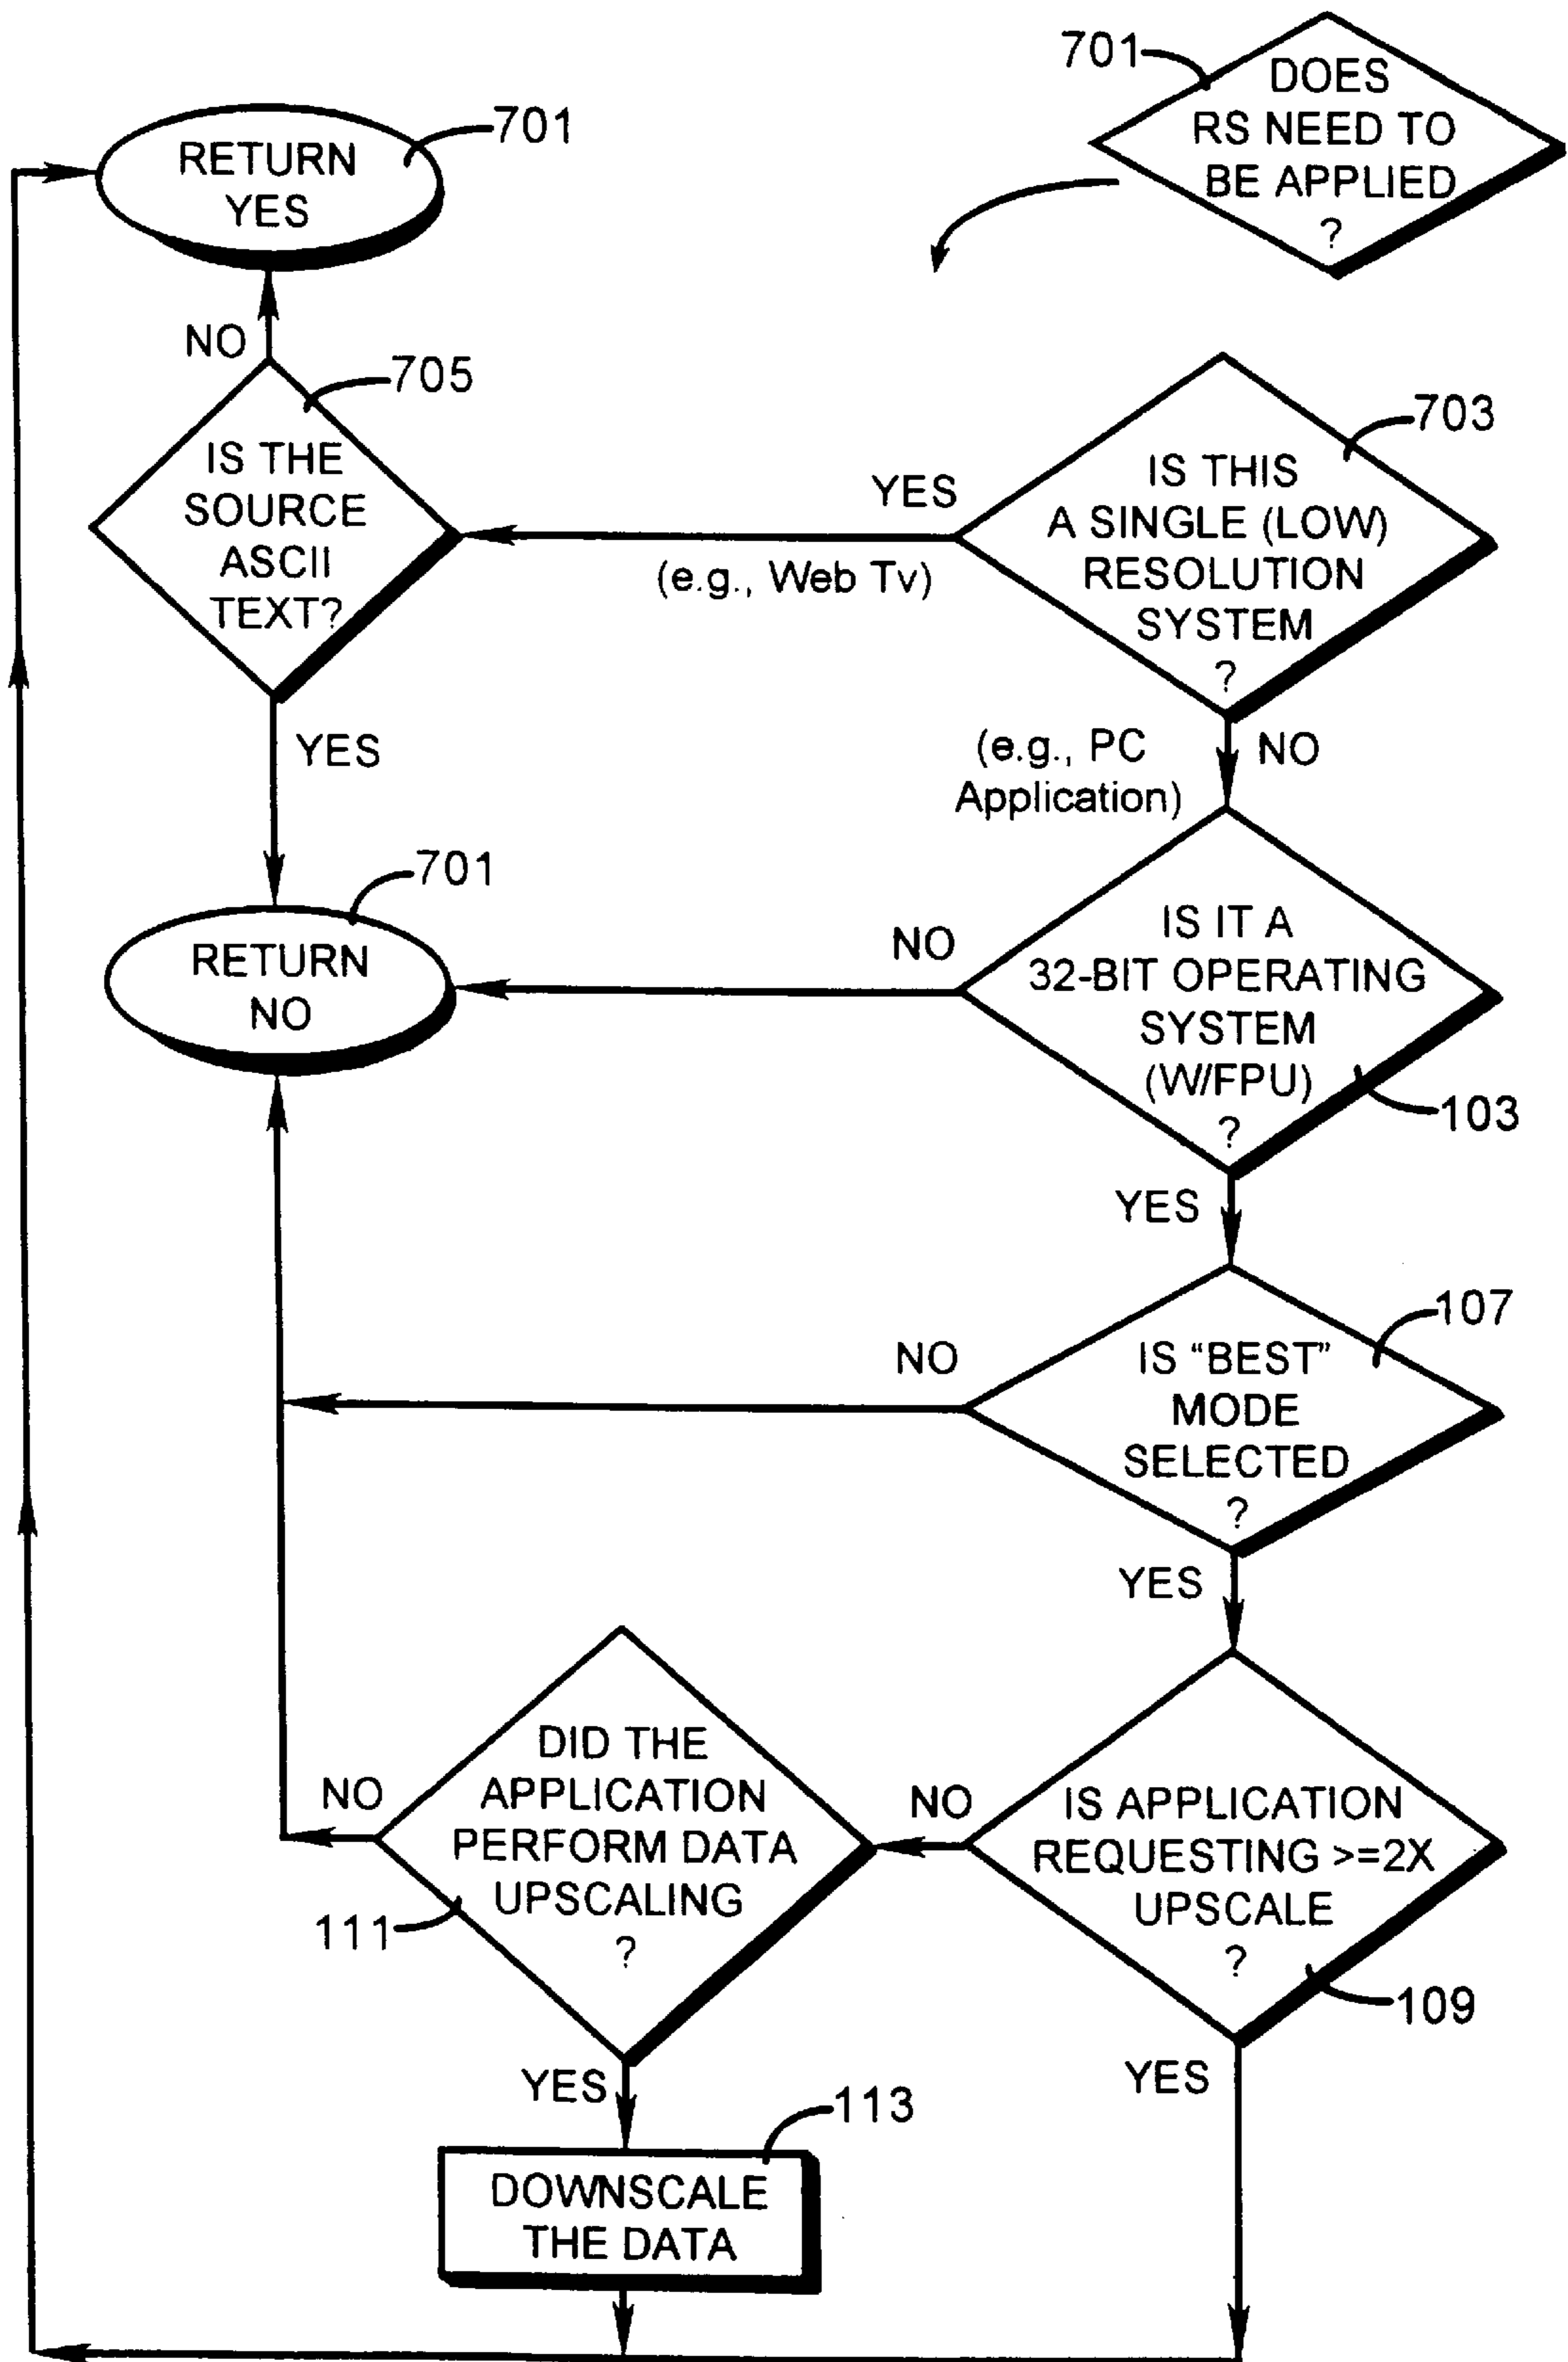 701
DOES
RS NEED TO
BE APPLIED
?
RETURN
YES
701
NO
705
IS THE
SOURCE
ASCII
TEXT?
YES
(e.g., Web Tv)
703
IS THIS
A SINGLE (LOW)
RESOLUTION
SYSTEM
?
YES
(e.g., PC
Application)
NO
701
RETURN
NO
NO
IS IT A
32-BIT OPERATING
SYSTEM
(W/FPU)
?
103
YES
107
NO
IS “BEST”
MODE
SELECTED
?
YES
DID THE
APPLICATION
PERFORM DATA
UPSCALING
?
111
NO
NO
IS APPLICATION
REQUESTING >=2X
UPSCALE
?
109
YES
YES
113
DOWNSCALE
THE DATA